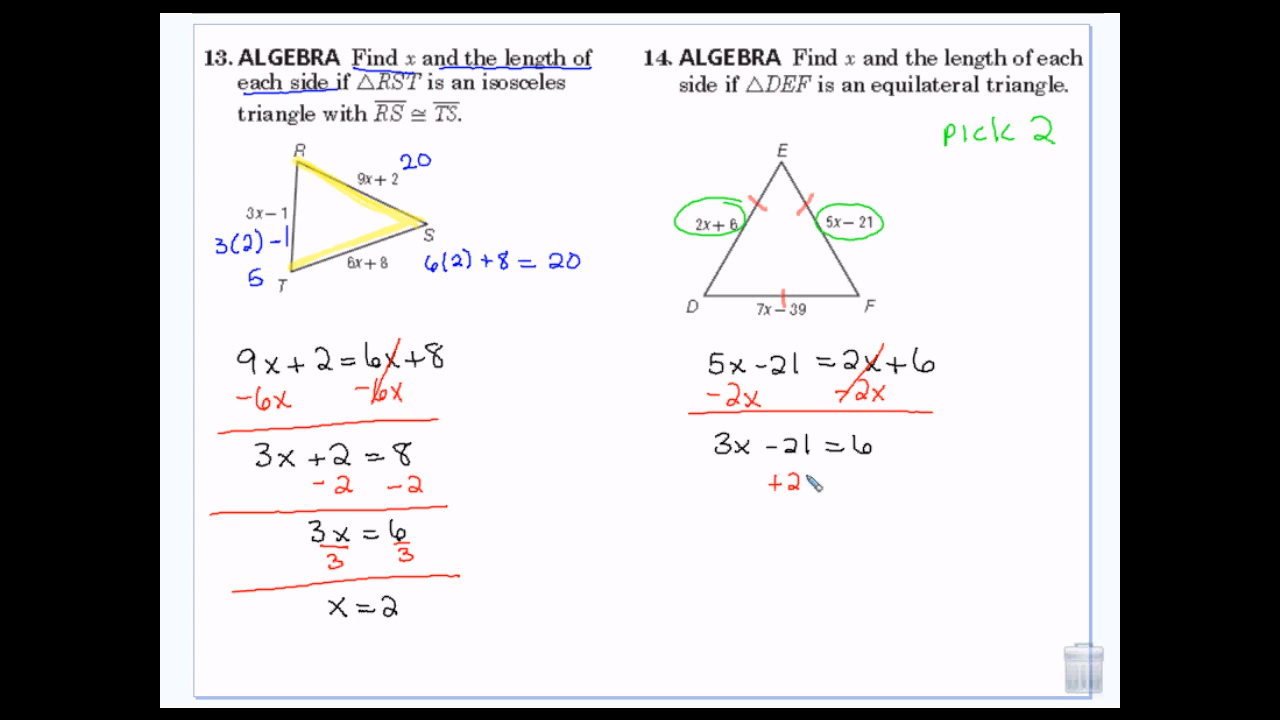 13. ALGEBRA Find x and the length of
each side if △RST is an isosceles
triangle with R̅S̅ ≅ T̅S̅.
R
20
9x + 2
3x − 1
3(2) -1
S
6x + 8
6(2) +8 = 20
5
T
9x + 2 = 6x + 8
-6x -6x
3x + 2 = 8
-2 -2
3x = 6
3 3
x = 2
14. ALGEBRA Find x and the length of each
side if △DEF is an equilateral triangle.
pick 2
E
2x + 6
5x − 21
D
7x − 39
F
5x - 21 = 2x + 6
-2x -2x
3x - 21 = 6
+2